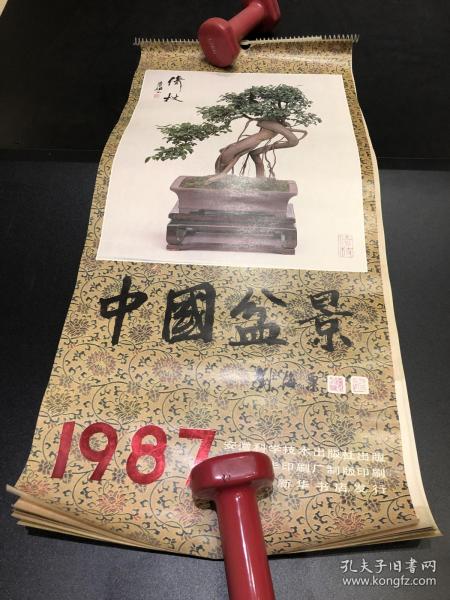 倚杖
中國盆景
1987
安徽科学技术出版社出版
印刷厂制版印刷
新华书店发行
孔夫子旧书网
www.kongfz.com